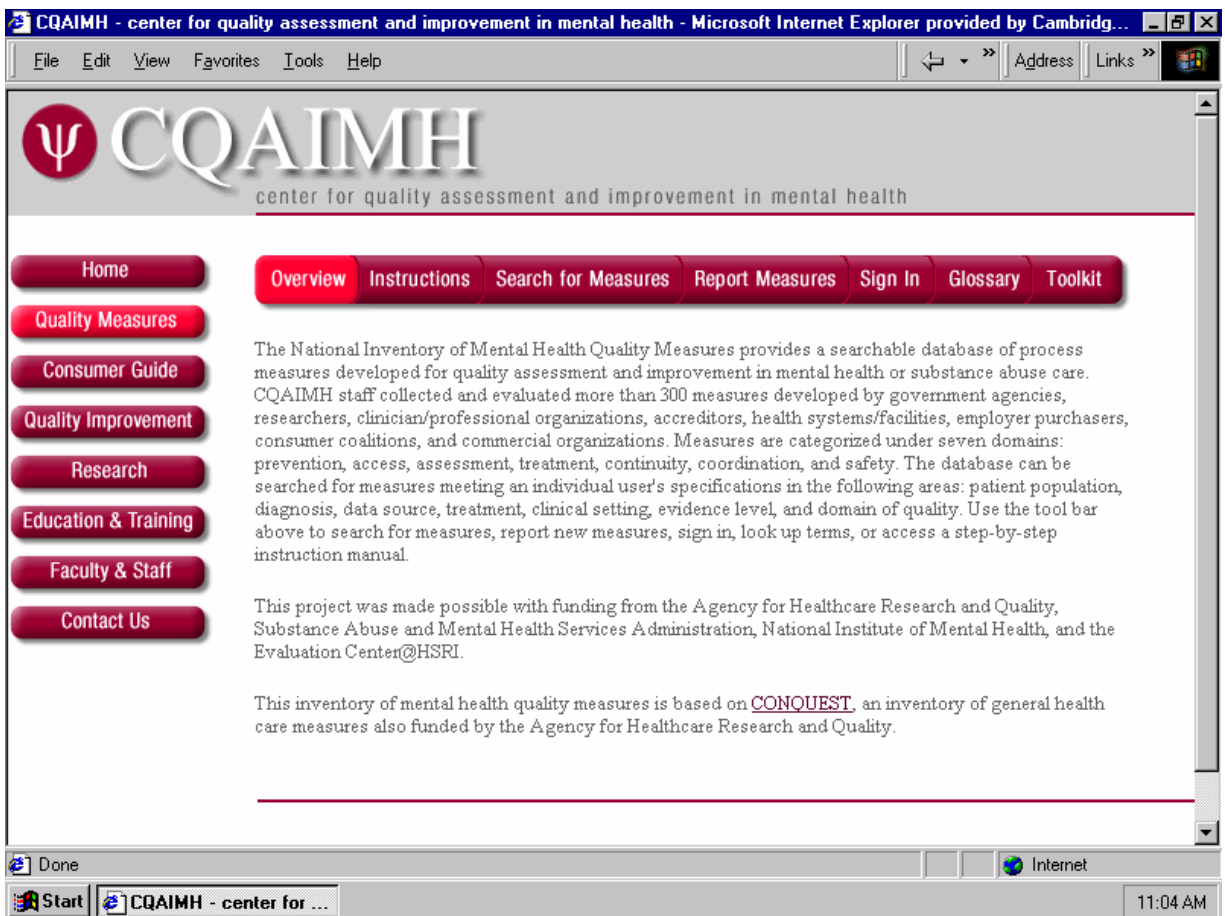 CQAIMH - center for quality assessment and improvement in mental health - Microsoft Internet Explorer provided by Cambridg...
File Edit View Favorites Tools Help » Address Links »
Ψ CQAIMH
center for quality assessment and improvement in mental health
Home
Quality Measures
Consumer Guide
Quality Improvement
Research
Education & Training
Faculty & Staff
Contact Us
Overview Instructions Search for Measures Report Measures Sign In Glossary Toolkit
The National Inventory of Mental Health Quality Measures provides a searchable database of process
measures developed for quality assessment and improvement in mental health or substance abuse care.
CQAIMH staff collected and evaluated more than 300 measures developed by government agencies,
researchers, clinician/professional organizations, accreditors, health systems/facilities, employer purchasers,
consumer coalitions, and commercial organizations. Measures are categorized under seven domains:
prevention, access, assessment, treatment, continuity, coordination, and safety. The database can be
searched for measures meeting an individual user's specifications in the following areas: patient population,
diagnosis, data source, treatment, clinical setting, evidence level, and domain of quality. Use the tool bar
above to search for measures, report new measures, sign in, look up terms, or access a step-by-step
instruction manual.
This project was made possible with funding from the Agency for Healthcare Research and Quality,
Substance Abuse and Mental Health Services Administration, National Institute of Mental Health, and the
Evaluation Center@HSRI.
This inventory of mental health quality measures is based on CONQUEST, an inventory of general health
care measures also funded by the Agency for Healthcare Research and Quality.
Done Internet
Start CQAIMH - center for ... 11:04 AM